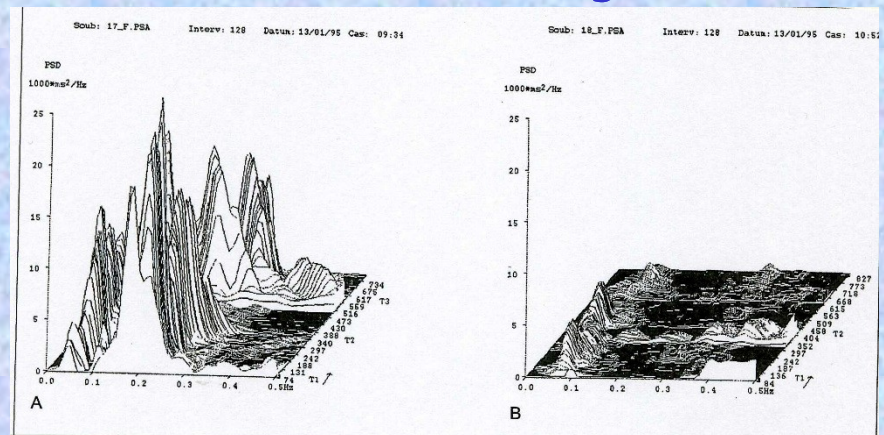 Soub: 17_F.PSA Interv: 128 Datum: 13/01/95 Cas: 09:34
PSD
1000*ms²/Hz
25
20
15
10
5
0
0.0 0.1 0.2 0.3 0.4 0.5Hz
74
131
188
242
297
340
388
430
473
516
559
617
675
734
T1
T2
T3
A
Soub: 18_F.PSA Interv: 128 Datum: 13/01/95 Cas: 10:52
PSD
1000*ms²/Hz
25
20
15
10
5
0
0.0 0.1 0.2 0.3 0.4 0.5Hz
84
136
187
242
297
352
404
458
509
563
615
668
718
773
827
T1
T2
B